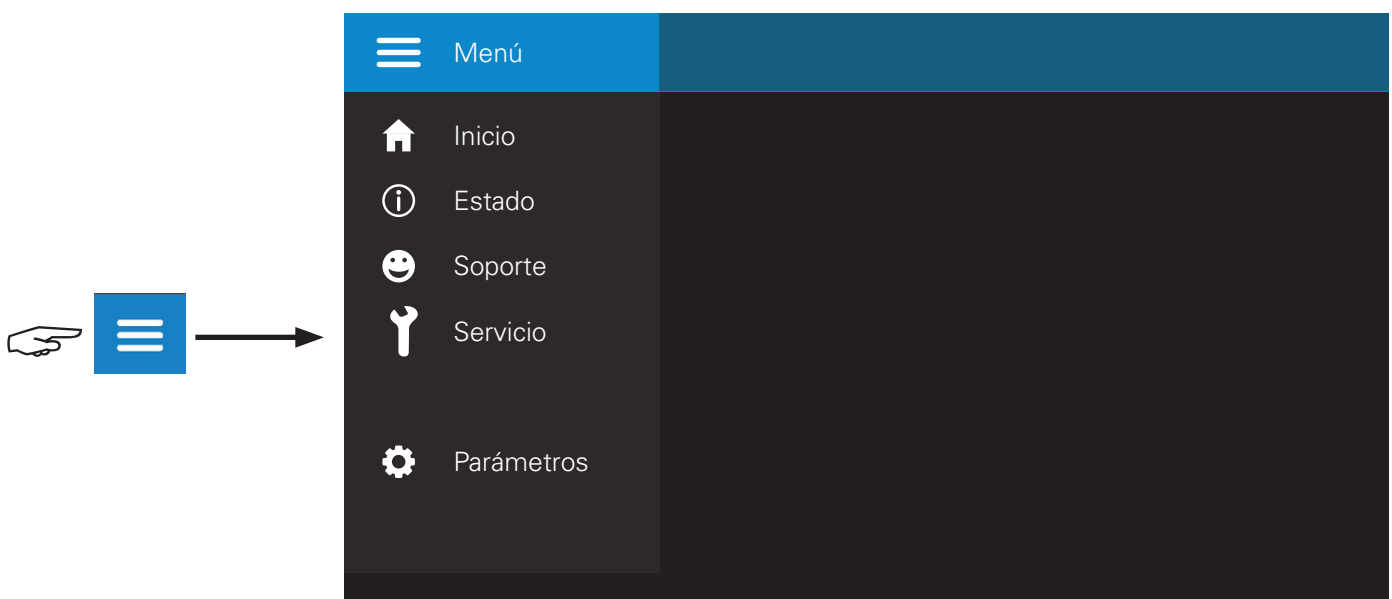 Menú
Inicio
Estado
Soporte
Servicio
Parámetros